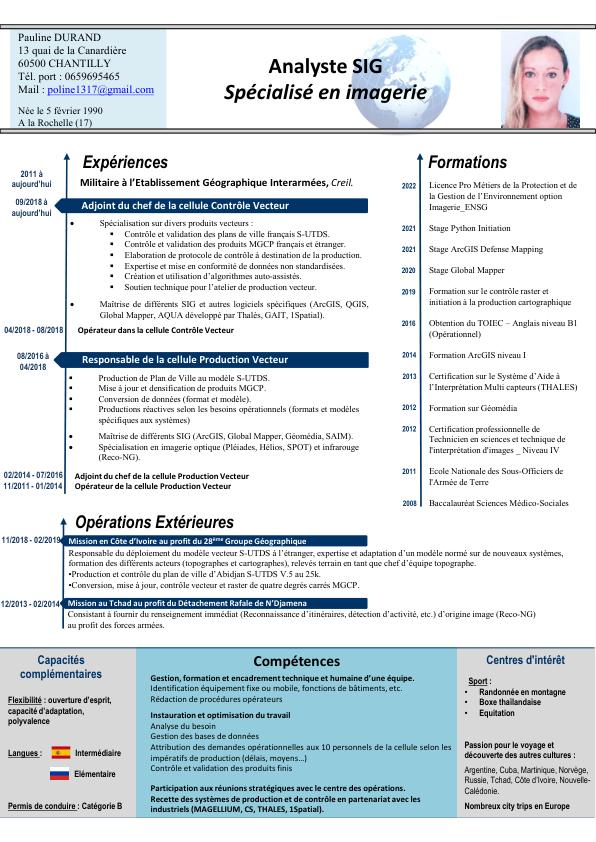 Pauline DURAND
13 quai de la Canardière
60500 CHANTILLY
Tél. port : 0659695465
Mail : poline1317@gmail.com
Née le 5 février 1990
A la Rochelle (17)
Analyste SIG
Spécialisé en imagerie
Expériences
2011 à
aujourd'hui
Militaire à l'Etablissement Géographique Interarmées, Creil.
09/2018 à
aujourd'hui
Adjoint du chef de la cellule Contrôle Vecteur
• Spécialisation sur divers produits vecteurs :
▪ Contrôle et validation des plans de ville français S-UTDS.
▪ Contrôle et validation des produits MGCP français et étranger.
▪ Elaboration de protocole de contrôle à destination de la production.
▪ Expertise et mise en conformité de données non standardisées.
▪ Création et utilisation d'algorithmes auto-assistés.
▪ Soutien technique pour l'atelier de production vecteur.
• Maîtrise de différents SIG et autres logiciels spécifiques (ArcGIS, QGIS,
Global Mapper, AQUA développé par Thalès, GAIT, 1Spatial).
04/2018 - 08/2018 Opérateur dans la cellule Contrôle Vecteur
08/2016 à
04/2018
Responsable de la cellule Production Vecteur
▪ Production de Plan de Ville au modèle S-UTDS.
▪ Mise à jour et densification de produits MGCP.
▪ Conversion de données (format et modèle).
▪ Productions réactives selon les besoins opérationnels (formats et modèles
spécifiques aux systèmes)
▪ Maîtrise de différents SIG (ArcGIS, Global Mapper, Géomédia, SAIM).
▪ Spécialisation en imagerie optique (Pléiades, Hélios, SPOT) et infrarouge
(Reco-NG).
02/2014 - 07/2016 Adjoint du chef de la cellule Production Vecteur
11/2011 - 01/2014 Opérateur de la cellule Production Vecteur
Formations
2022 Licence Pro Métiers de la Protection et de
la Gestion de l'Environnement option
Imagerie_ENSG
2021 Stage Python Initiation
2021 Stage ArcGIS Defense Mapping
2020 Stage Global Mapper
2019 Formation sur le contrôle raster et
initiation à la production cartographique
2016 Obtention du TOIEC – Anglais niveau B1
(Opérationnel)
2014 Formation ArcGIS niveau I
2013 Certification sur le Système d'Aide à
l'Interprétation Multi capteurs (THALES)
2012 Formation sur Géomédia
2012 Certification professionnelle de
Technicien en sciences et technique de
l'interprétation d'images _ Niveau IV
2011 Ecole Nationale des Sous-Officiers de
l'Armée de Terre
2008 Baccalauréat Sciences Médico-Sociales
Opérations Extérieures
11/2018 - 02/2019 Mission en Côte d'Ivoire au profit du 28ème Groupe Géographique
Responsable du déploiement du modèle vecteur S-UTDS à l'étranger, expertise et adaptation d'un modèle normé sur de nouveaux systèmes,
formation des différents acteurs (topographes et cartographes), relevés terrain en tant que chef d'équipe topographe.
•Production et contrôle du plan de ville d'Abidjan S-UTDS V.5 au 25k.
•Conversion, mise à jour, contrôle vecteur et raster de quatre degrés carrés MGCP.
12/2013 - 02/2014 Mission au Tchad au profit du Détachement Rafale de N'Djamena
Consistant à fournir du renseignement immédiat (Reconnaissance d'itinéraires, détection d'activité, etc.) d'origine image (Reco-NG)
au profit des forces armées.
Capacités
complémentaires
Flexibilité : ouverture d'esprit,
capacité d'adaptation,
polyvalence
Langues : Intermédiaire
Elémentaire
Permis de conduire : Catégorie B
Compétences
Gestion, formation et encadrement technique et humaine d'une équipe.
Identification équipement fixe ou mobile, fonctions de bâtiments, etc.
Rédaction de procédures opérateurs
Instauration et optimisation du travail
Analyse du besoin
Gestion des bases de données
Attribution des demandes opérationnelles aux 10 personnels de la cellule selon les
impératifs de production (délais, moyens...)
Contrôle et validation des produits finis
Participation aux réunions stratégiques avec le centre des opérations.
Recette des systèmes de production et de contrôle en partenariat avec les
industriels (MAGELLIUM, CS, THALES, 1Spatial).
Centres d'intérêt
Sport :
• Randonnée en montagne
• Boxe thaïlandaise
• Equitation
Passion pour le voyage et
découverte des autres cultures :
Argentine, Cuba, Martinique, Norvège,
Russie, Tchad, Côte d'Ivoire, Nouvelle-
Calédonie.
Nombreux city trips en Europe